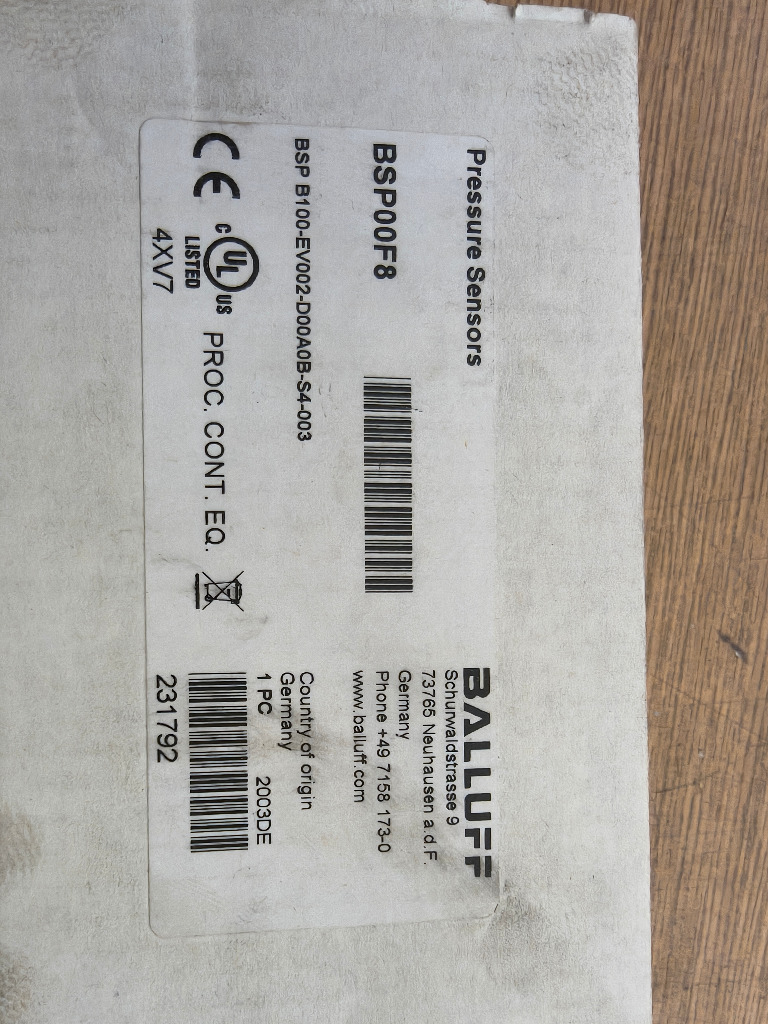 Pressure Sensors
BSP00F8
BSP B100-EV002-D00A0B-S4-003
CE
C UL US
LISTED
4XV7
PROC. CONT. EQ.
BALLUFF
Schurwaldstrasse 9
73765 Neuhausen a.d.F.
Germany
Phone +49 7158 173-0
www.balluff.com
Country of origin
Germany
1 PC 2003DE
231792